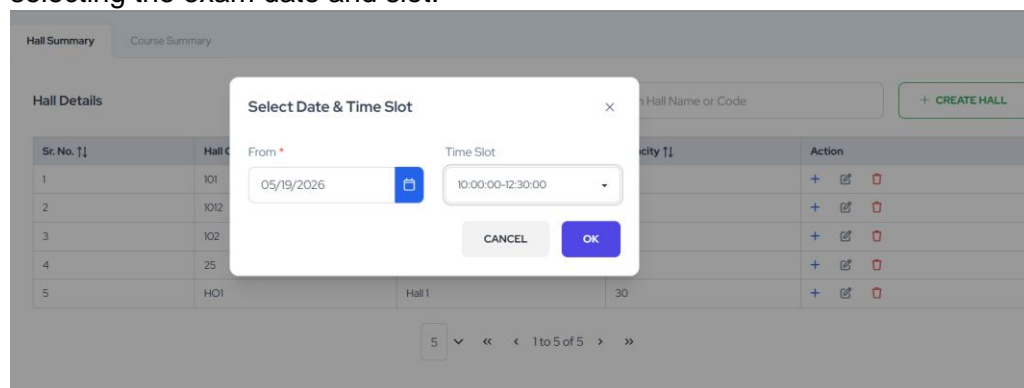 selecting the exam date and slot.
Hall Summary Course Summary
Hall Details
Select Date & Time Slot
Hall Name or Code
+ CREATE HALL
Sr. No. ↑↓ Hall ↑↓ Action
From *
Time Slot
05/19/2026
10:00:00-12:30:00
CANCEL
OK
1 101
2 1012
3 102
4 25
5 HO1 Hall 1 30
5 « ‹ 1 to 5 of 5 › »